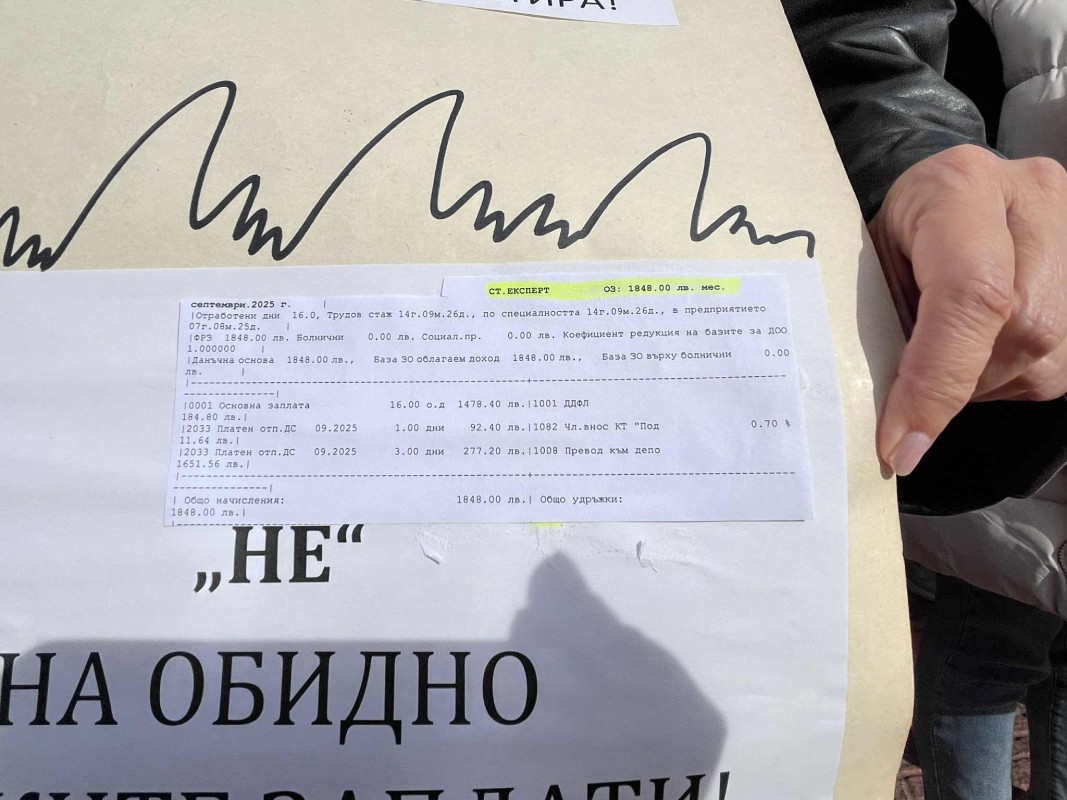 СТ.ЕКСПЕРТ ОЗ: 1848.00 лв. мес.
септември.2025 г. |
|Отработени дни 16.0, Трудов стаж 14г.09м.26д., по специалността 14г.09м.26д., в предприятието
07г.08м.25д. |
|ФРЗ 1848.00 лв. Болнични 0.00 лв. Социал.пр. 0.00 лв. Коефициент редукция на базите за ДОО
1.000000 |
|Данъчна основа 1848.00 лв., База ЗО облагаем доход 1848.00 лв., База ЗО върху болнични 0.00
лв. |
|0001 Основна заплата 16.00 о.д 1478.40 лв.|1001 ДДФЛ
184.80 лв.|
|2033 Платен отп.ДС 09.2025 1.00 дни 92.40 лв.|1082 Чл.внос КТ "Под 0.70 %
11.64 лв.|
|2033 Платен отп.ДС 09.2025 3.00 дни 277.20 лв.|1008 Превод към депо
1651.56 лв.|
| Общо начисления: 1848.00 лв.| Общо удръжки:
1848.00 лв.|
„НЕ“
НА ОБИДНО
ЗАПЛАТИ!